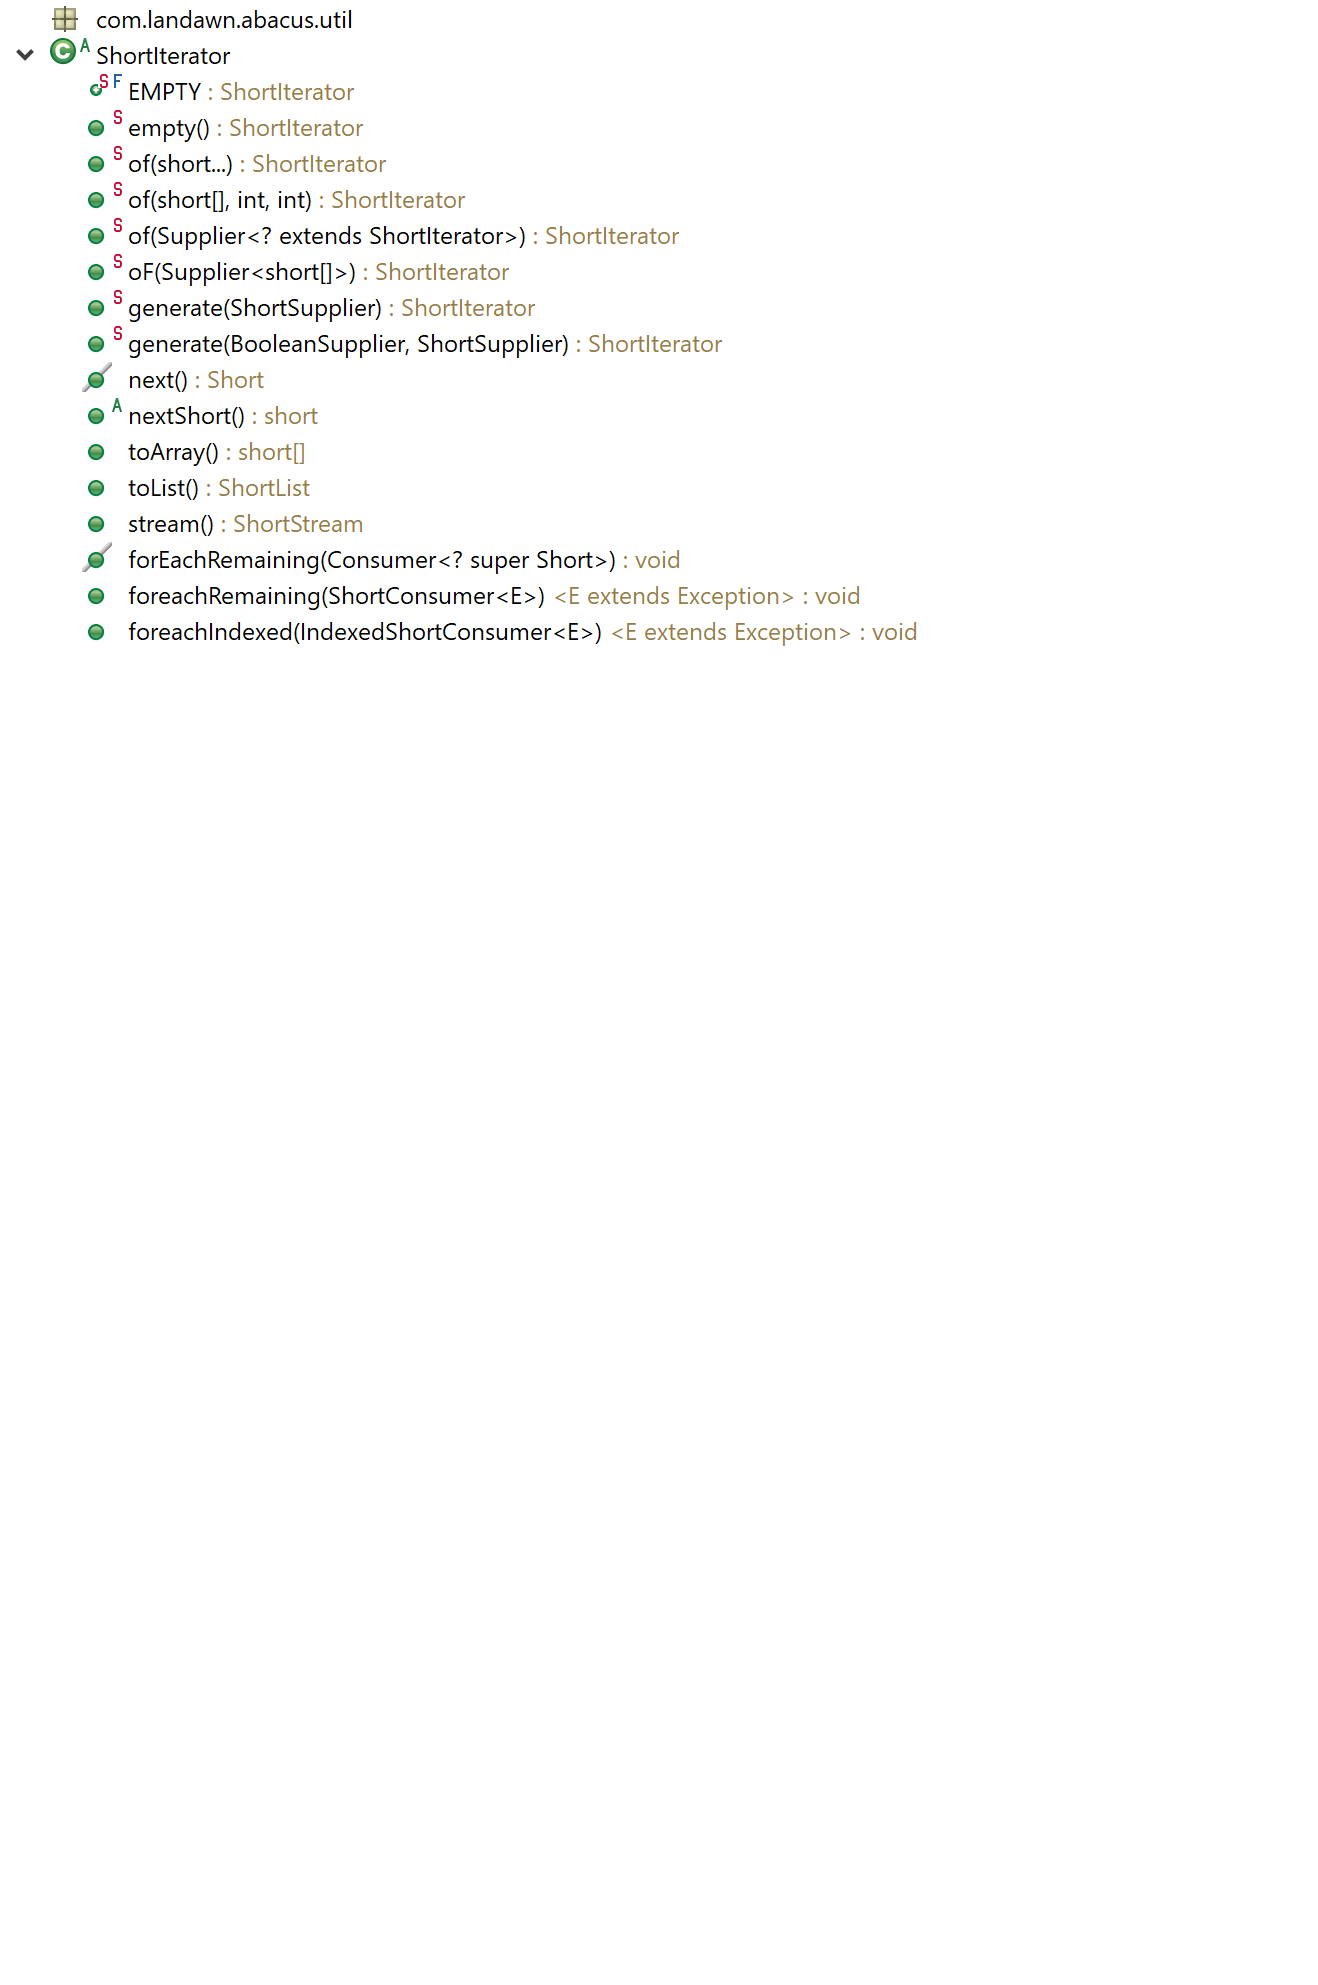 com.landawn.abacus.util
C A ShortIterator
S F EMPTY : ShortIterator
S empty() : ShortIterator
S of(short...) : ShortIterator
S of(short[], int, int) : ShortIterator
S of(Supplier<? extends ShortIterator>) : ShortIterator
S oF(Supplier<short[]>) : ShortIterator
S generate(ShortSupplier) : ShortIterator
S generate(BooleanSupplier, ShortSupplier) : ShortIterator
next() : Short
A nextShort() : short
toArray() : short[]
toList() : ShortList
stream() : ShortStream
forEachRemaining(Consumer<? super Short>) : void
foreachRemaining(ShortConsumer<E>) <E extends Exception> : void
foreachIndexed(IndexedShortConsumer<E>) <E extends Exception> : void